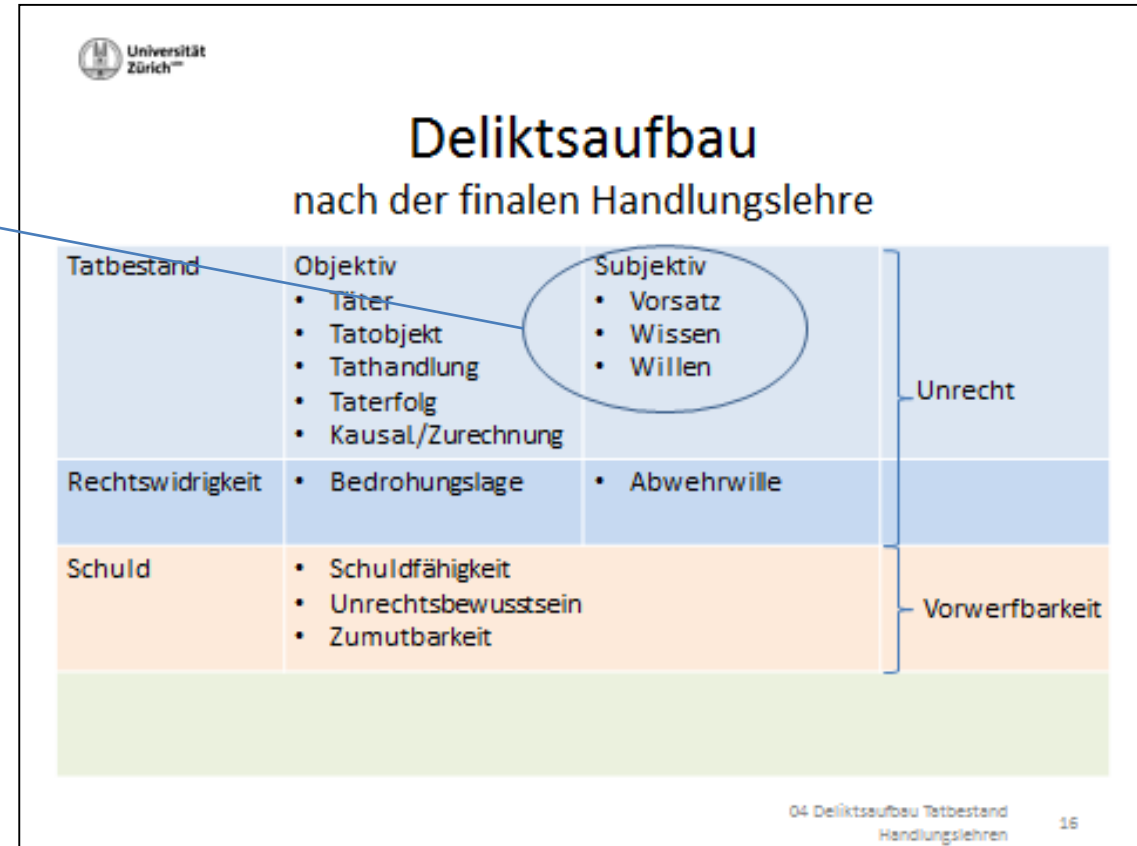 Universität
Zürich
Deliktsaufbau
nach der finalen Handlungslehre
Tatbestand
Objektiv
• Täter
• Tatobjekt
• Tathandlung
• Taterfolg
• Kausal./Zurechnung
Subjektiv
• Vorsatz
• Wissen
• Willen
Unrecht
Rechtswidrigkeit
• Bedrohungslage
• Abwehrwille
Schuld
• Schuldfähigkeit
• Unrechtsbewusstsein
• Zumutbarkeit
Vorwerfbarkeit
04 Deliktsaufbau Tatbestand
Handlungslehren
16